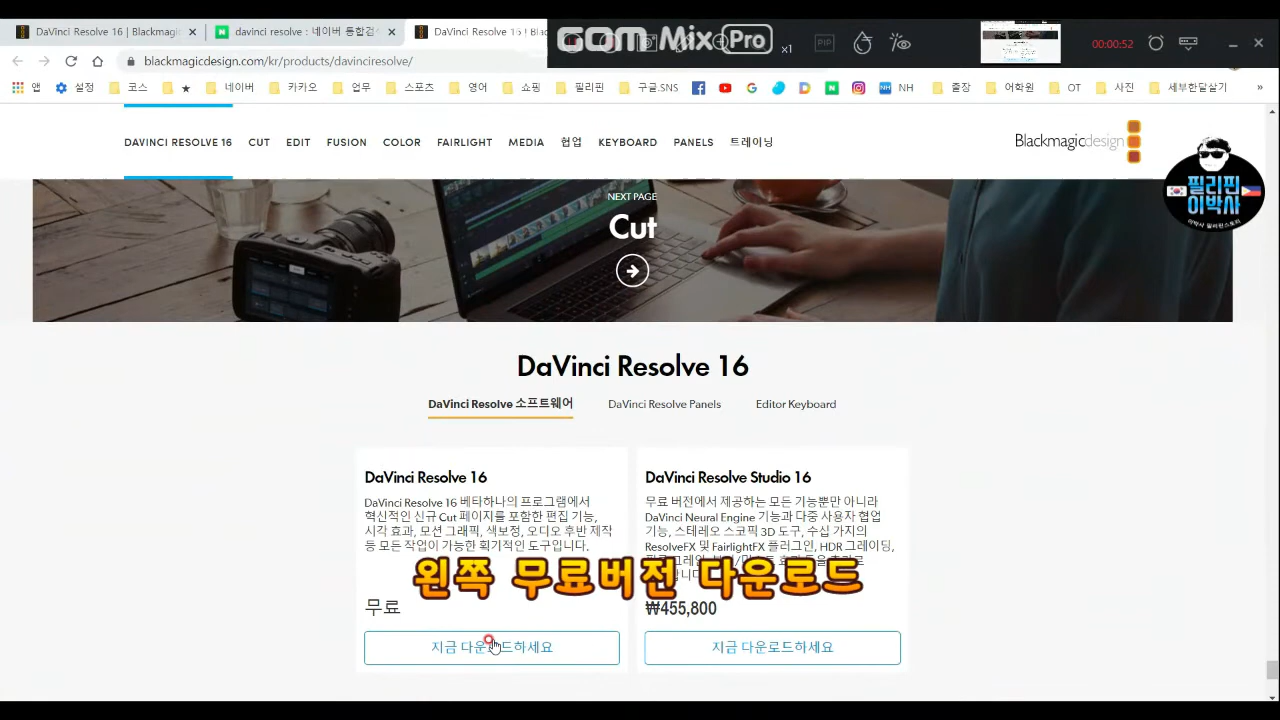 DaVinci Resolve 16 | Blackmagic
davinci reso
네이버 통합검
DaVinci Resolve 16 | Bla
GOM Mix Pro
PIP
x1
00:00:52
blackmagicdesign.com/kr/products/davinciresolve/
앱
설정
코스
네이버
카카오
업무
스포츠
영어
쇼핑
필리핀
구글.SNS
NH
NH
줄장
어학원
OT
사진
세부한달살기
»
DAVINCI RESOLVE 16
CUT
EDIT
FUSION
COLOR
FAIRLIGHT
MEDIA
협업
KEYBOARD
PANELS
트레이닝
Blackmagicdesign
필리핀
이박사
이박사 필리핀스토리
NEXT PAGE
Cut
DaVinci Resolve 16
DaVinci Resolve 소프트웨어
DaVinci Resolve Panels
Editor Keyboard
DaVinci Resolve 16
DaVinci Resolve 16 베타하나의 프로그램에서
혁신적인 신규 Cut 페이지를 포함한 편집 기능,
시각 효과, 모션 그래픽, 색보정, 오디오 후반 제작
등 모든 작업이 가능한 획기적인 도구입니다.
무료
지금 다운로드하세요
DaVinci Resolve Studio 16
무료 버전에서 제공하는 모든 기능뿐만 아니라
DaVinci Neural Engine 기능과 다중 사용자 협업
기능, 스테레오 스코픽 3D 도구, 수십 가지의
ResolveFX 및 FairlightFX 플러그인, HDR 그레이딩,
₩455,800
지금 다운로드하세요
왼쪽 무료버전 다운로드